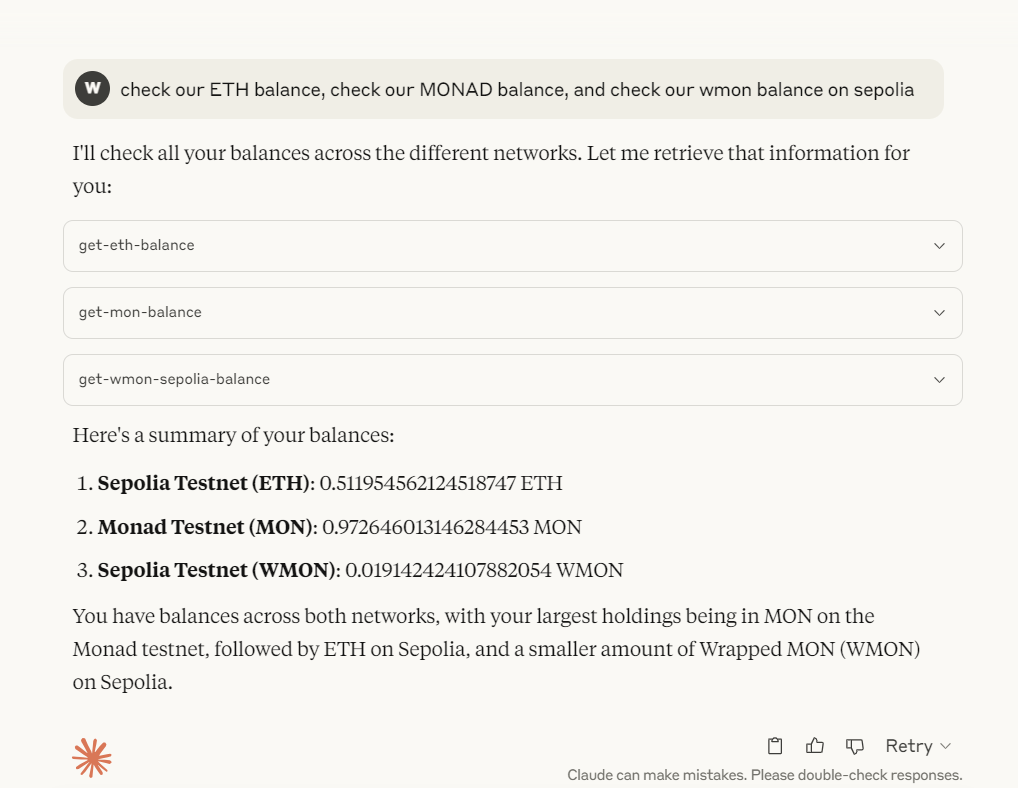 W check our ETH balance, check our MONAD balance, and check our wmon balance on sepolia
I'll check all your balances across the different networks. Let me retrieve that information for
you:
get-eth-balance
get-mon-balance
get-wmon-sepolia-balance
Here's a summary of your balances:
1. Sepolia Testnet (ETH): 0.511954562124518747 ETH
2. Monad Testnet (MON): 0.972646013146284453 MON
3. Sepolia Testnet (WMON): 0.019142424107882054 WMON
You have balances across both networks, with your largest holdings being in MON on the
Monad testnet, followed by ETH on Sepolia, and a smaller amount of Wrapped MON (WMON)
on Sepolia.
Retry
Claude can make mistakes. Please double-check responses.